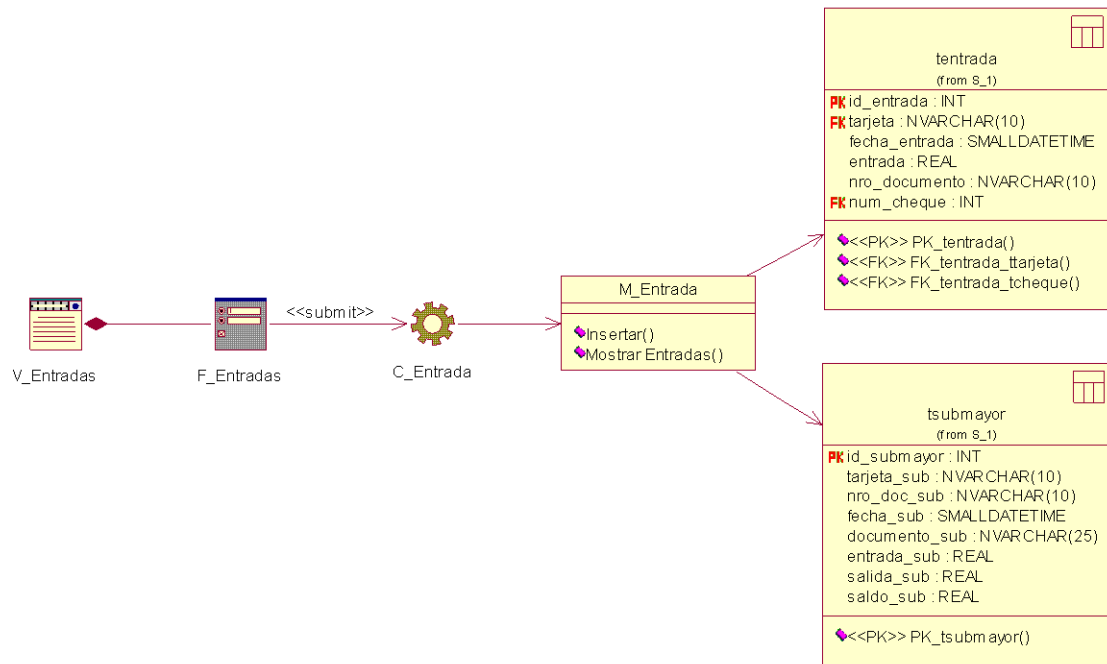 V_Entradas
F_Entradas
<<submit>>
C_Entrada
M_Entrada
Insertar()
Mostrar Entradas()
tentrada
(from S_1)
PK id_entrada : INT
FK tarjeta : NVARCHAR(10)
fecha_entrada : SMALLDATETIME
entrada : REAL
nro_documento : NVARCHAR(10)
FK num_cheque : INT
<<PK>> PK_tentrada()
<<FK>> FK_tentrada_ttarjeta()
<<FK>> FK_tentrada_tcheque()
tsubmayor
(from S_1)
PK id_submayor : INT
tarjeta_sub : NVARCHAR(10)
nro_doc_sub : NVARCHAR(10)
fecha_sub : SMALLDATETIME
documento_sub : NVARCHAR(25)
entrada_sub : REAL
salida_sub : REAL
saldo_sub : REAL
<<PK>> PK_tsubmayor()